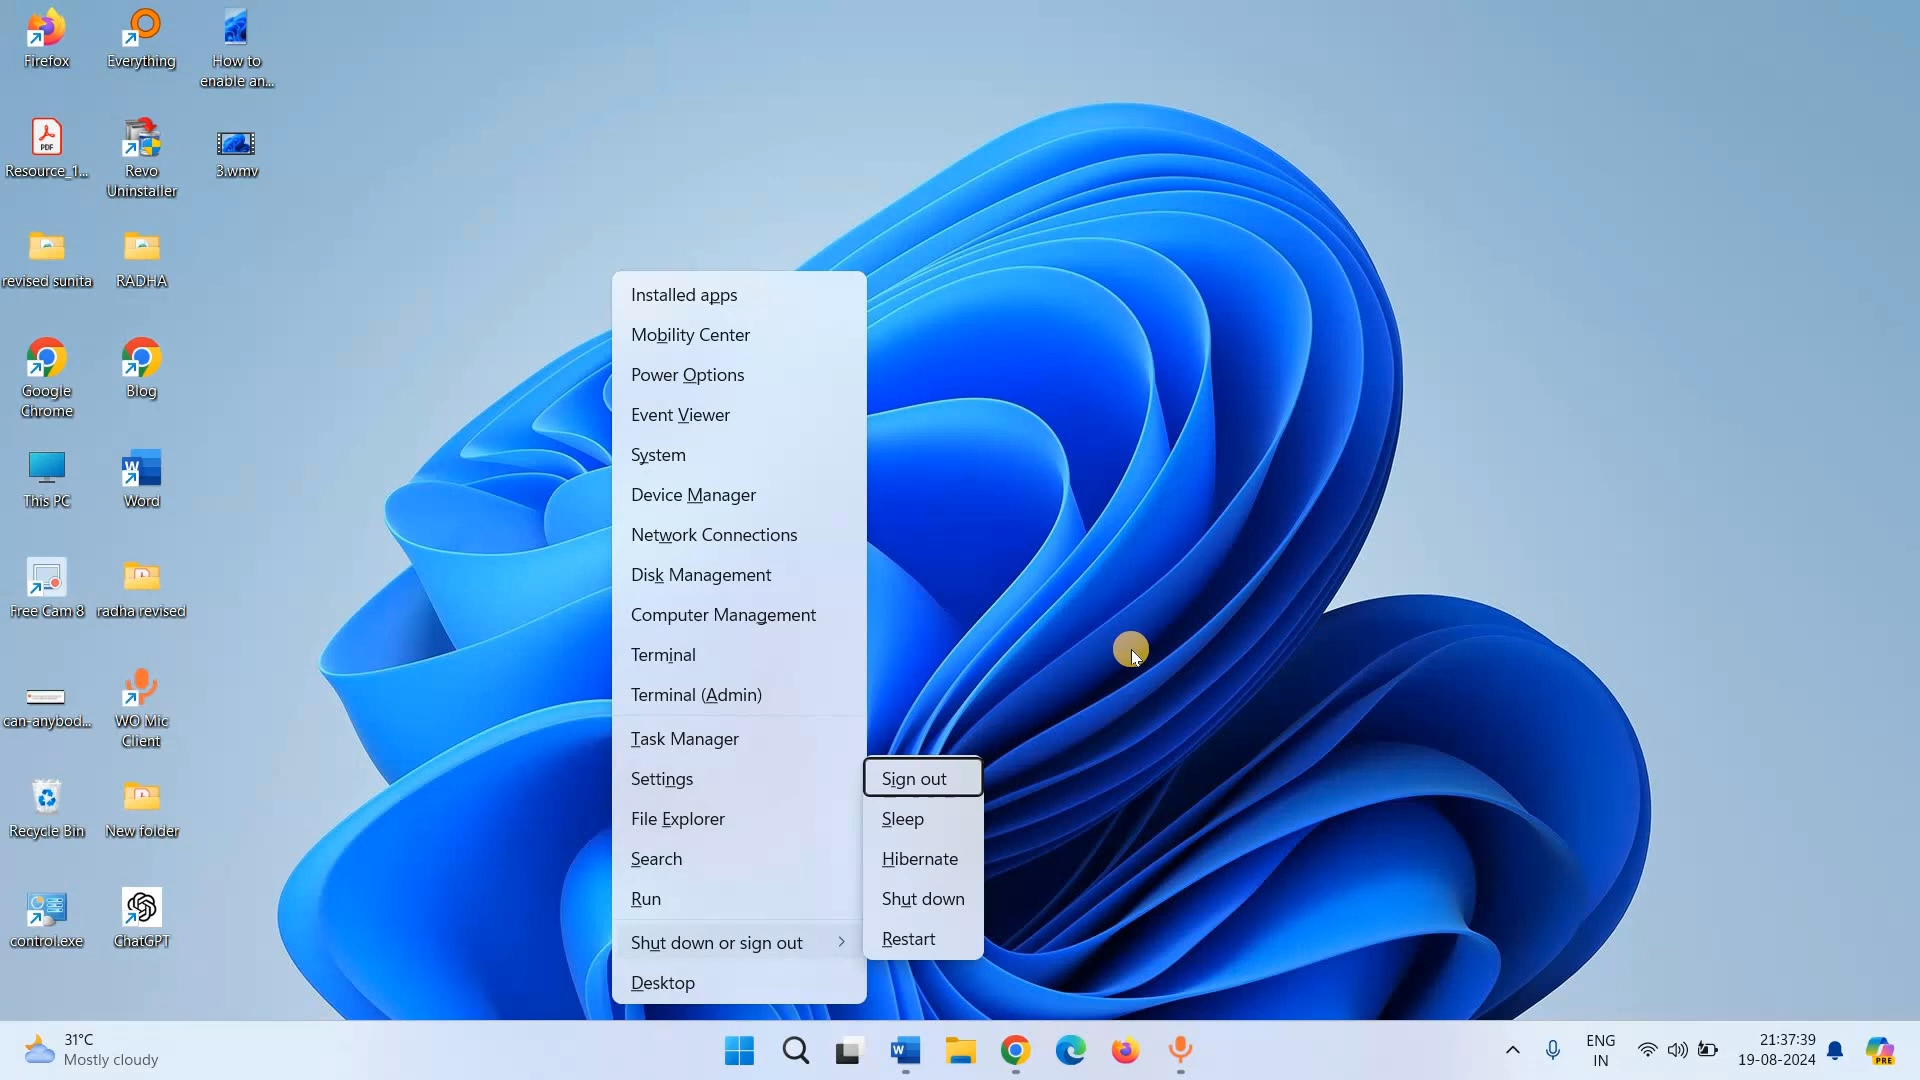 Firefox
Everything
How to
enable an...
Resource_1...
Revo
Uninstaller
3.wmv
revised sunita
RADHA
Google
Chrome
Blog
This PC
Word
Free Cam 8
radha revised
can-anybod...
WO Mic
Client
Recycle Bin
New folder
control.exe
ChatGPT
PDF
W
Installed apps
Mobility Center
Power Options
Event Viewer
System
Device Manager
Network Connections
Disk Management
Computer Management
Terminal
Terminal (Admin)
Task Manager
Settings
File Explorer
Search
Run
Shut down or sign out
Desktop
Sign out
Sleep
Hibernate
Shut down
Restart
31°C
Mostly cloudy
W
ENG
IN
21:37:39
19-08-2024
PRE